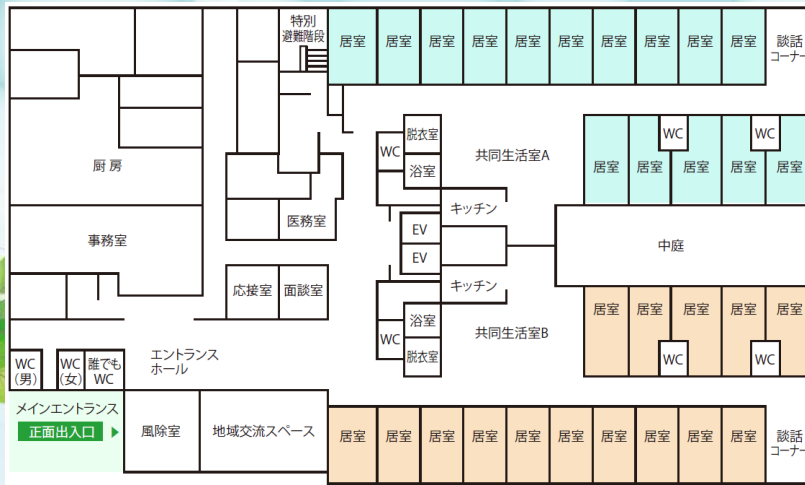 特別
避難階段
居室
居室
居室
居室
居室
居室
居室
居室
居室
居室
談話
コーナー
脱衣室
WC
浴室
共同生活室A
WC
WC
居室
居室
居室
居室
居室
厨房
キッチン
医務室
EV
事務室
中庭
EV
応接室
面談室
キッチン
居室
居室
居室
居室
居室
浴室
共同生活室B
WC
脱衣室
WC
WC
エントランス
ホール
WC
(男)
WC
(女)
誰でも
WC
メインエントランス
正面出入口
風除室
地域交流スペース
居室
居室
居室
居室
居室
居室
居室
居室
居室
居室
談話
コーナー